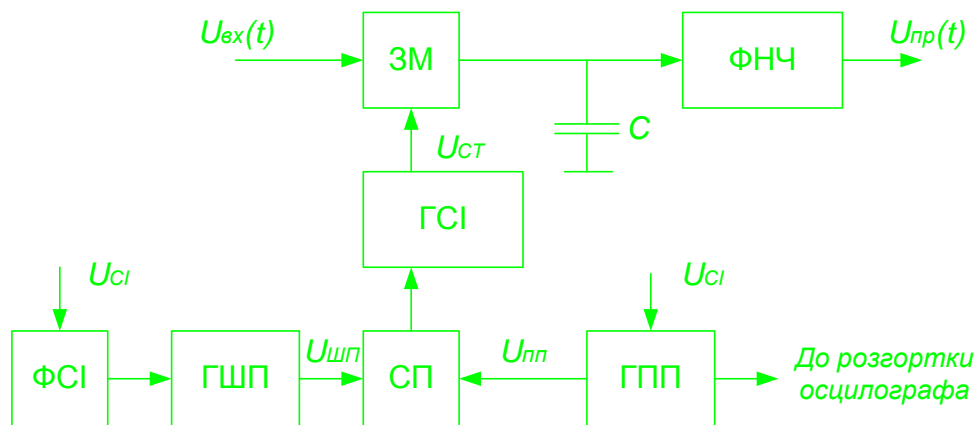 Uвх(t)
ЗМ
ФНЧ
Uпр(t)
C
UСТ
ГСІ
UСІ
UСІ
ФСІ
ГШП
UШП
СП
UПП
ГПП
До розгортки
осцилографа